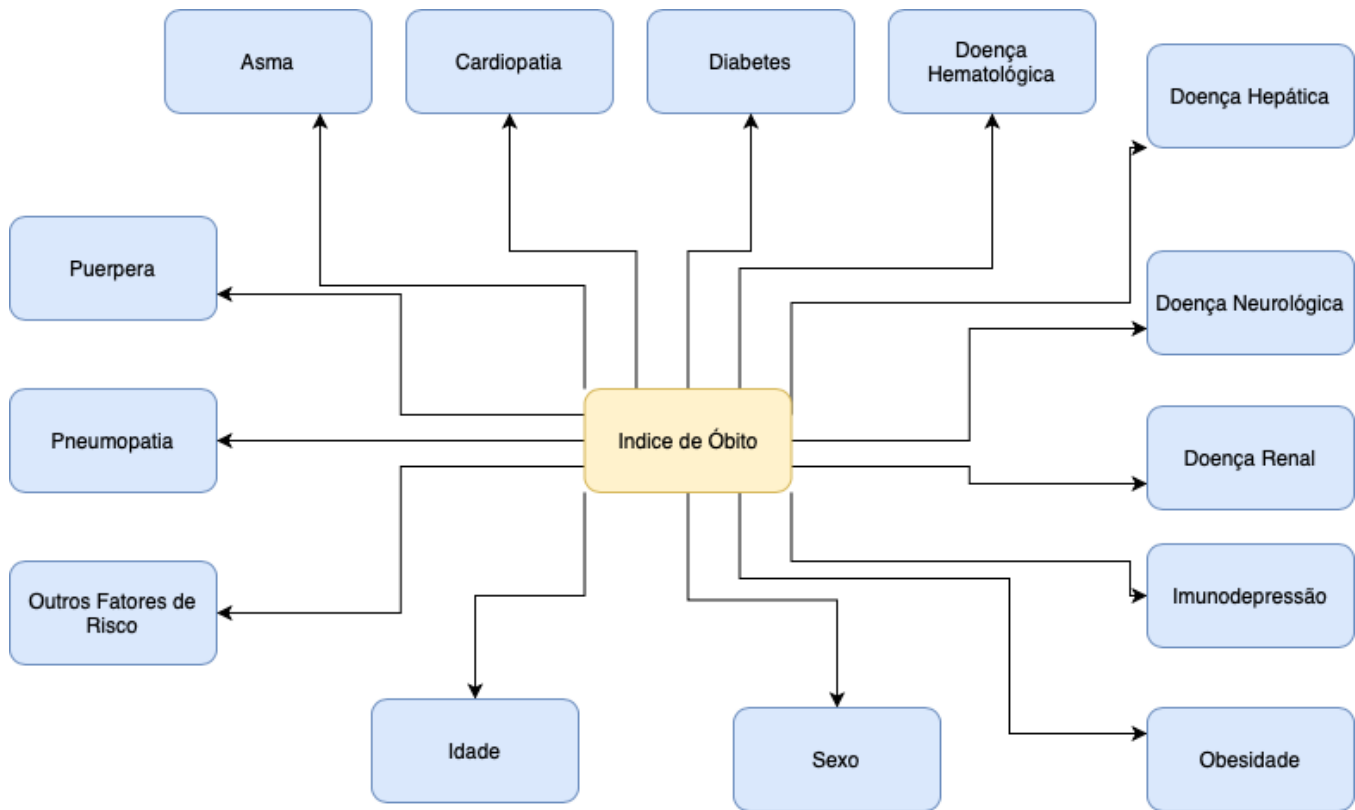 Asma
Cardiopatia
Diabetes
Doença
Hematológica
Doença Hepática
Puerpera
Doença Neurológica
Pneumopatia
Indice de Óbito
Doença Renal
Outros Fatores de
Risco
Imunodepressão
Idade
Sexo
Obesidade